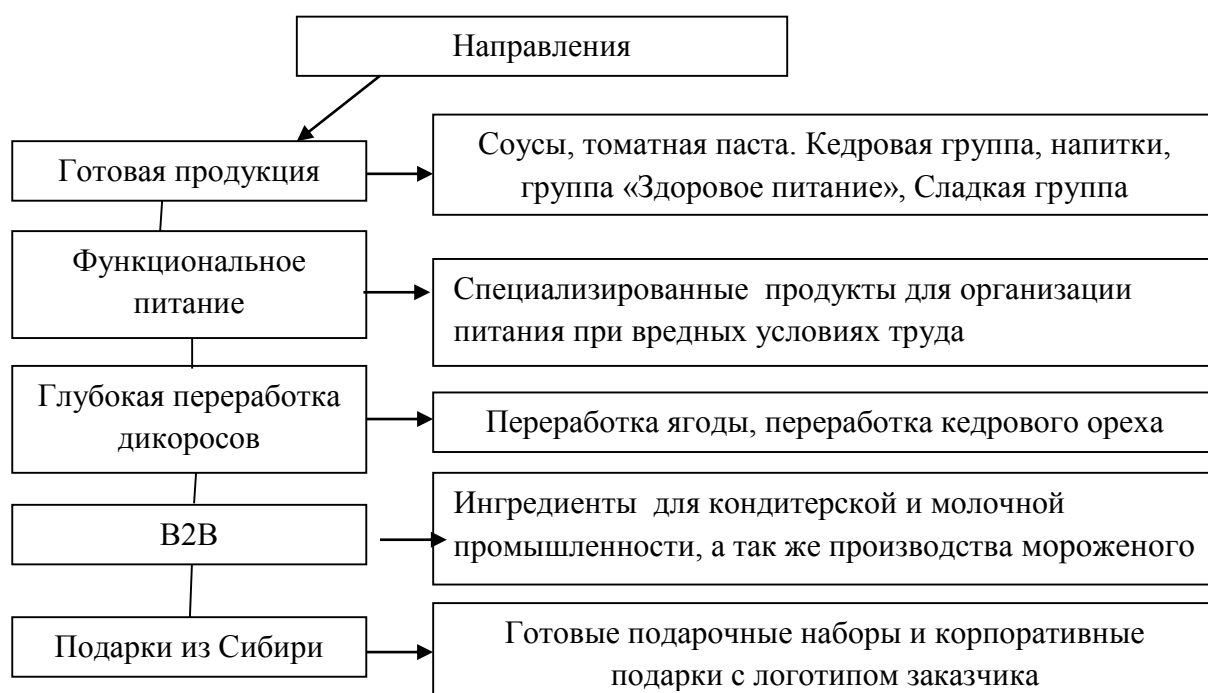 Направления
Готовая продукция
Соусы, томатная паста. Кедровая группа, напитки,
группа «Здоровое питание», Сладкая группа
Функциональное
питание
Специализированные продукты для организации
питания при вредных условиях труда
Глубокая переработка
дикоросов
Переработка ягоды, переработка кедрового ореха
B2B
Ингредиенты для кондитерской и молочной
промышленности, а так же производства мороженого
Подарки из Сибири
Готовые подарочные наборы и корпоративные
подарки с логотипом заказчика